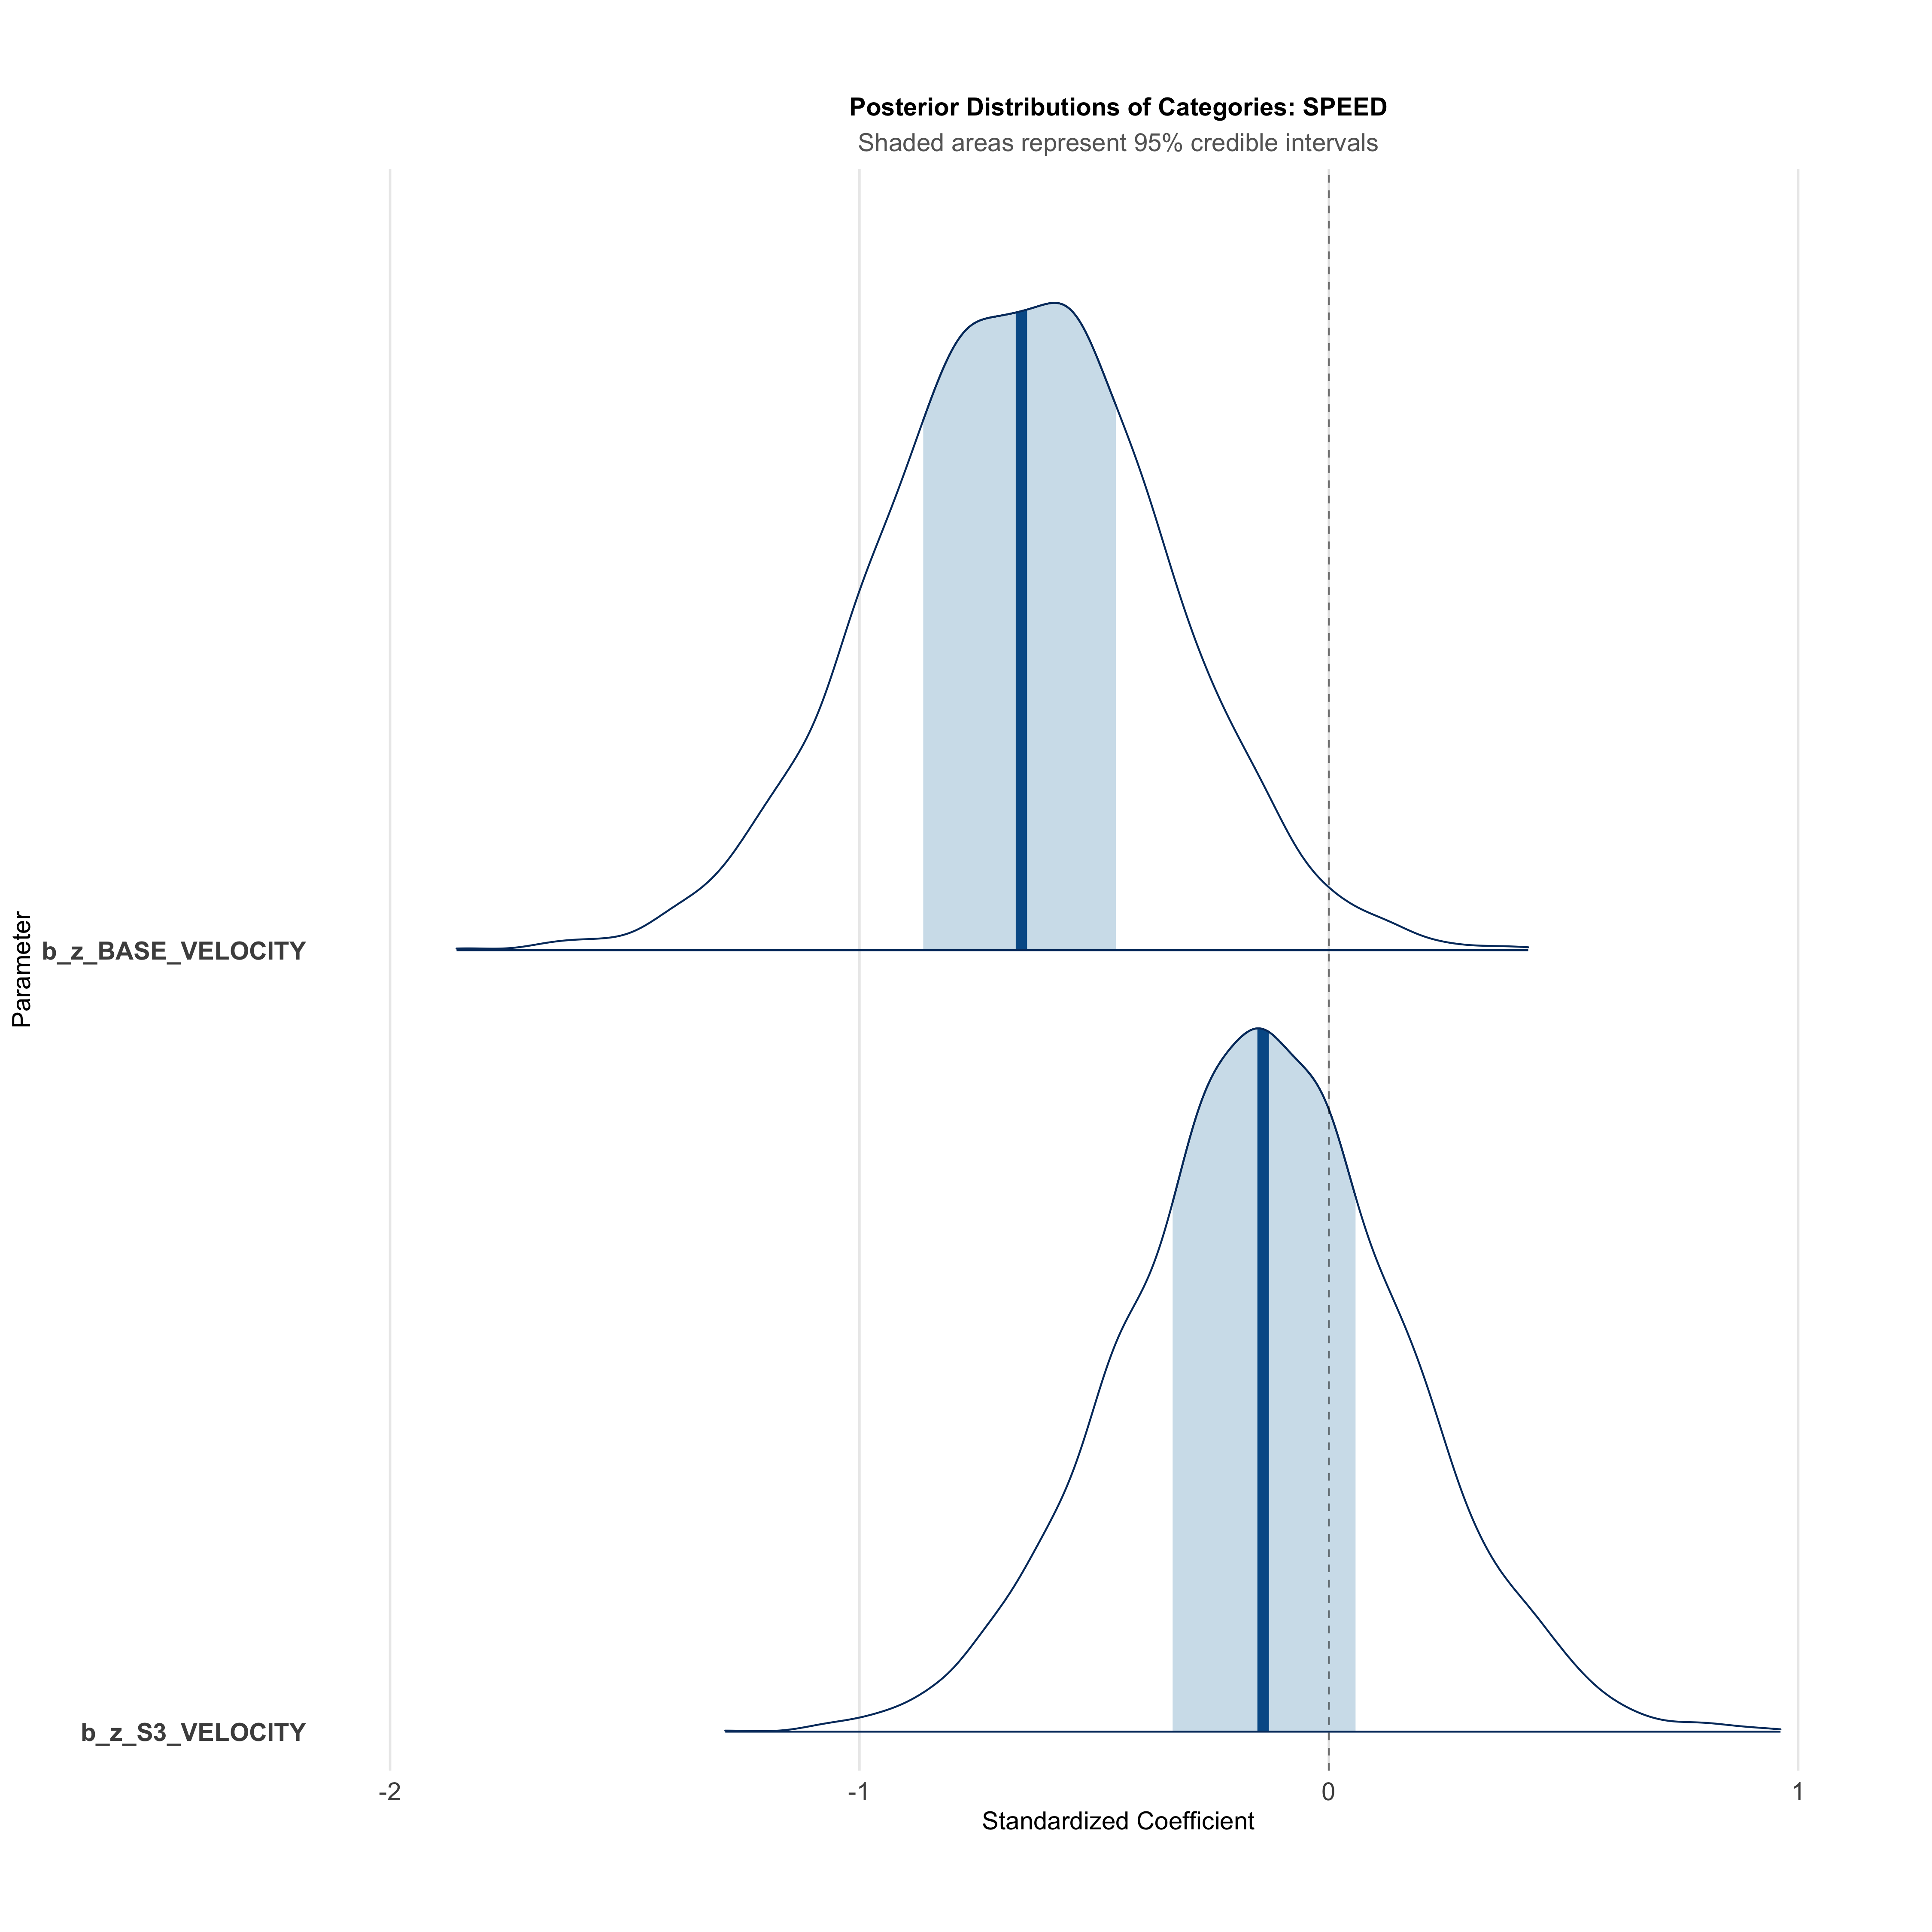 Posterior Distributions of Categories: SPEED
Shaded areas represent 95% credible intervals
Parameter
b_z_BASE_VELOCITY
b_z_S3_VELOCITY
-2
-1
0
1
Standardized Coefficient